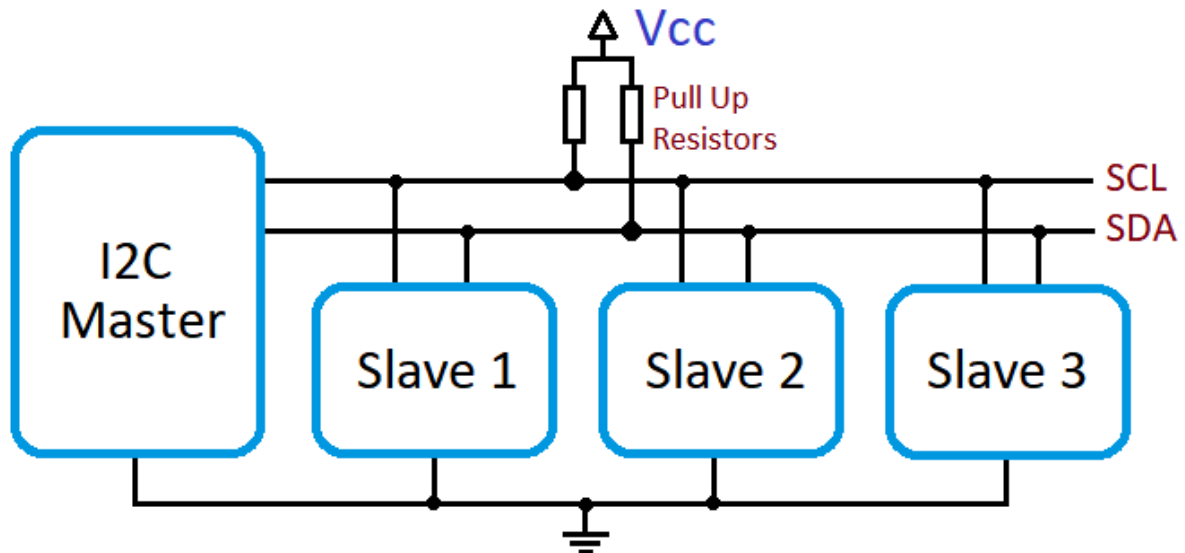 Vcc
Pull Up
Resistors
SCL
SDA
I2C
Master
Slave 1
Slave 2
Slave 3